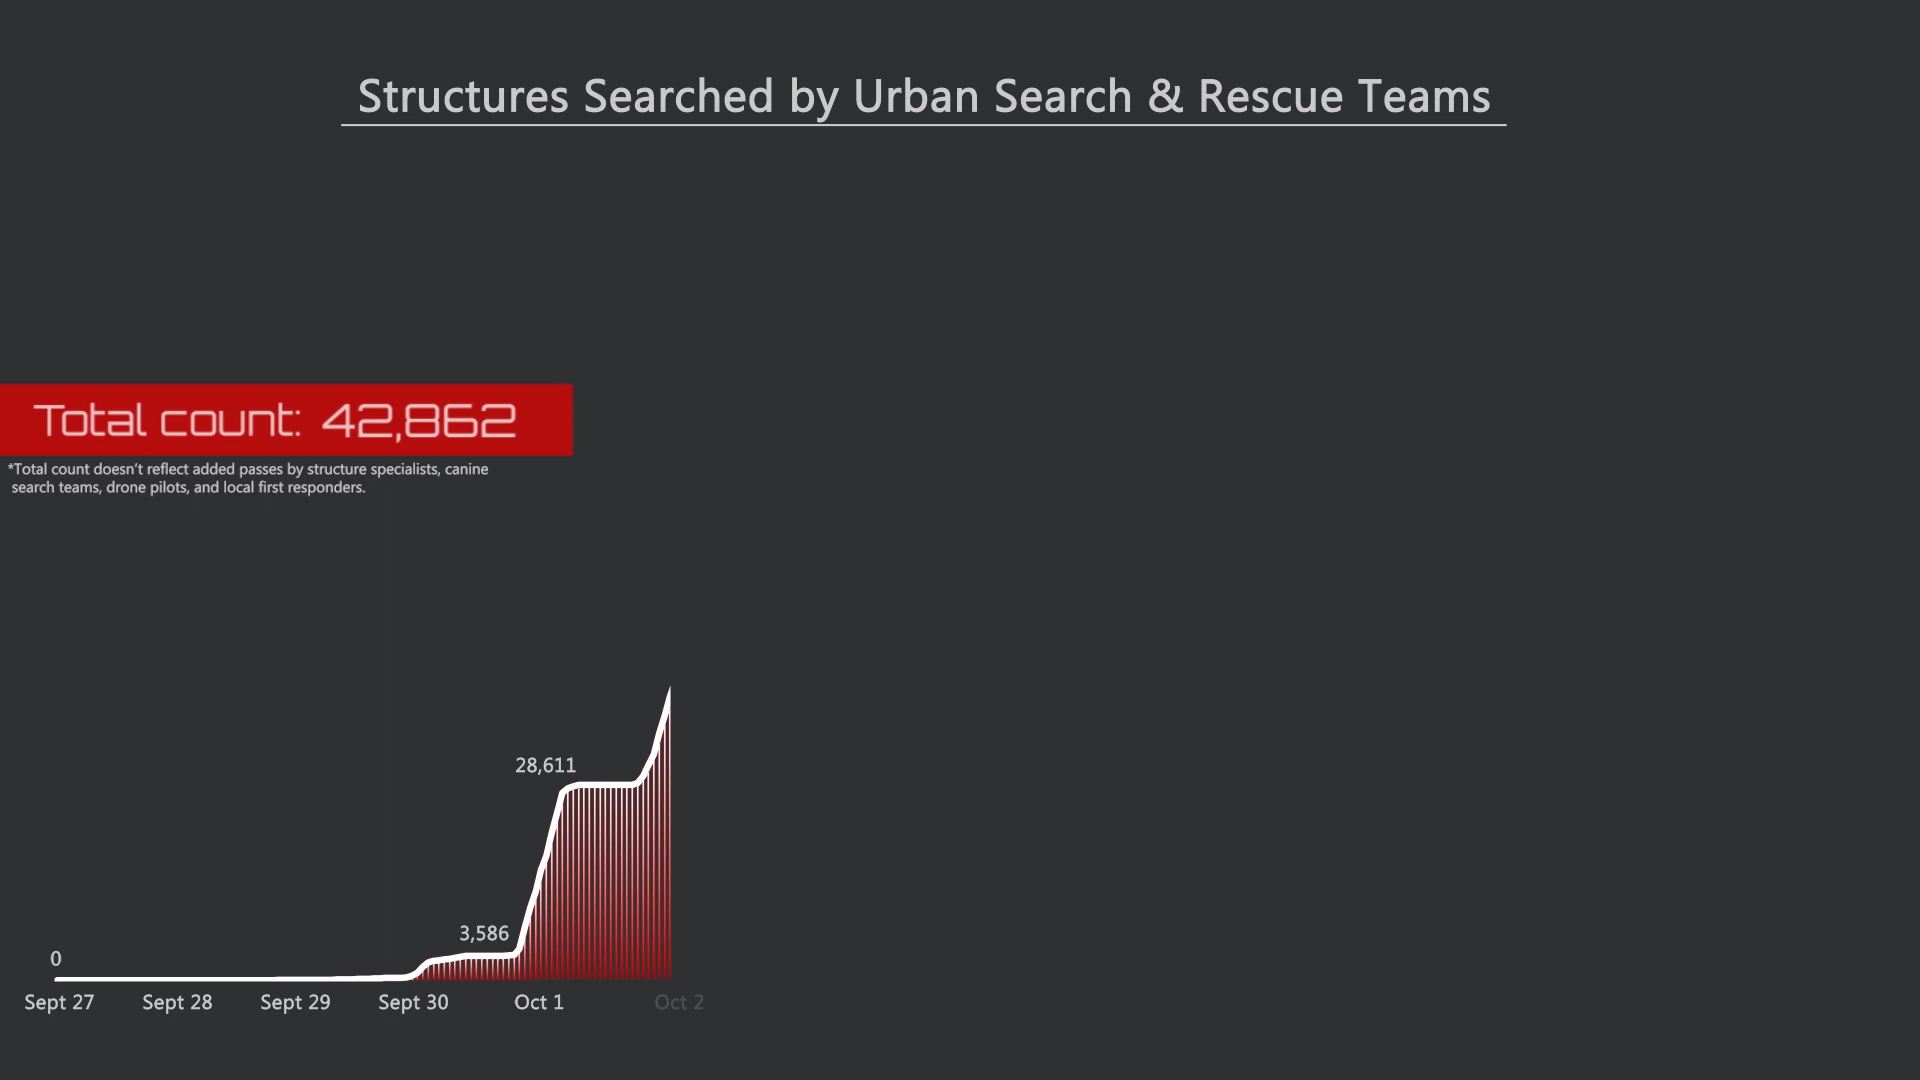 Structures Searched by Urban Search & Rescue Teams
Total count: 42,862
*Total count doesn't reflect added passes by structure specialists, canine
search teams, drone pilots, and local first responders.
28,611
3,586
0
Sept 27 Sept 28 Sept 29 Sept 30 Oct 1 Oct 2